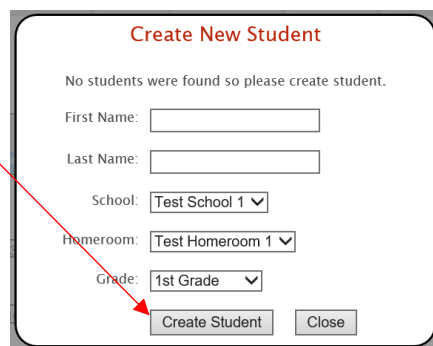 Create New Student
No students were found so please create student.
First Name:
Last Name:
School: Test School 1
Homeroom: Test Homeroom 1
Grade: 1st Grade
Create Student Close